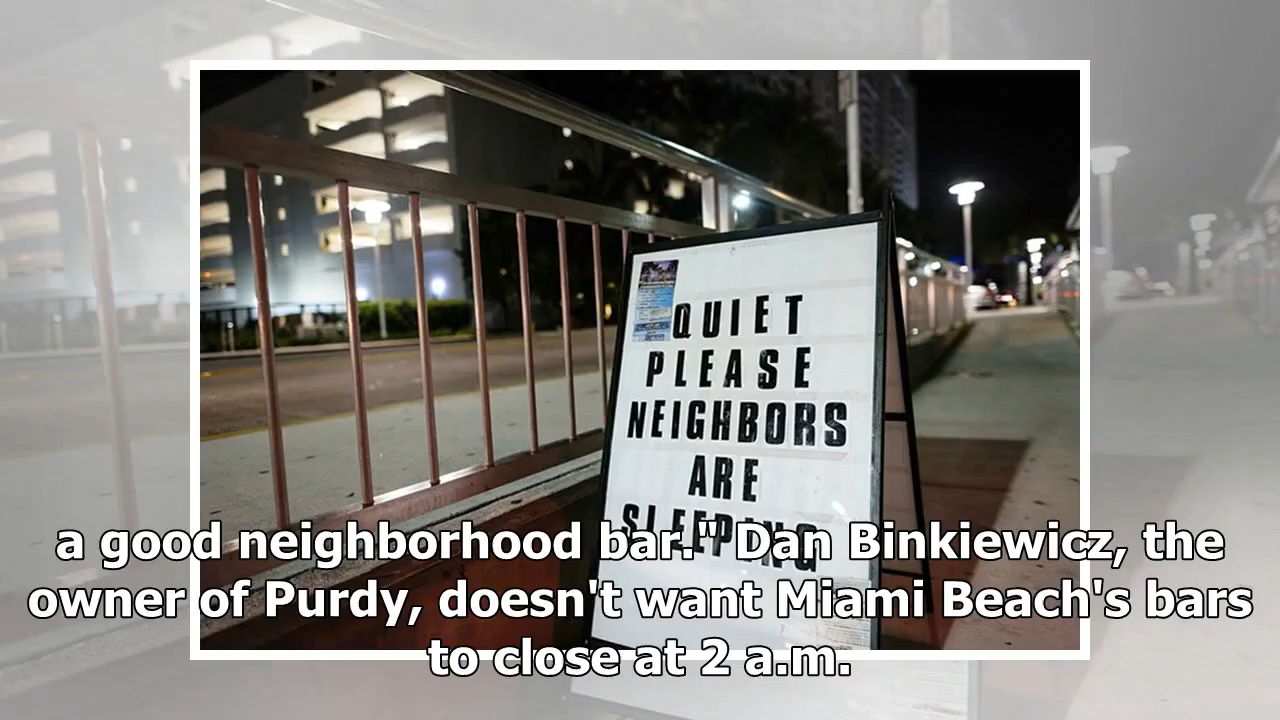 QUIET
PLEASE
NEIGHBORS
ARE
SLEEPING
a good neighborhood bar." Dan Binkiewicz, the
owner of Purdy, doesn't want Miami Beach's bars
to close at 2 a.m.